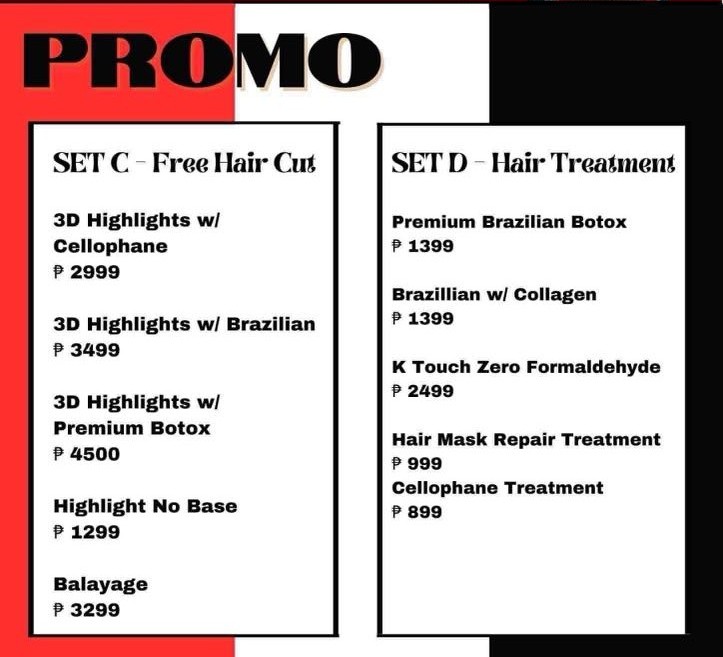 PROMO
SET C - Free Hair Cut
3D Highlights w/
Cellophane
₱ 2999
3D Highlights w/ Brazilian
₱ 3499
3D Highlights w/
Premium Botox
₱ 4500
Highlight No Base
₱ 1299
Balayage
₱ 3299
SET D - Hair Treatment
Premium Brazilian Botox
₱ 1399
Brazillian w/ Collagen
₱ 1399
K Touch Zero Formaldehyde
₱ 2499
Hair Mask Repair Treatment
₱ 999
Cellophane Treatment
₱ 899